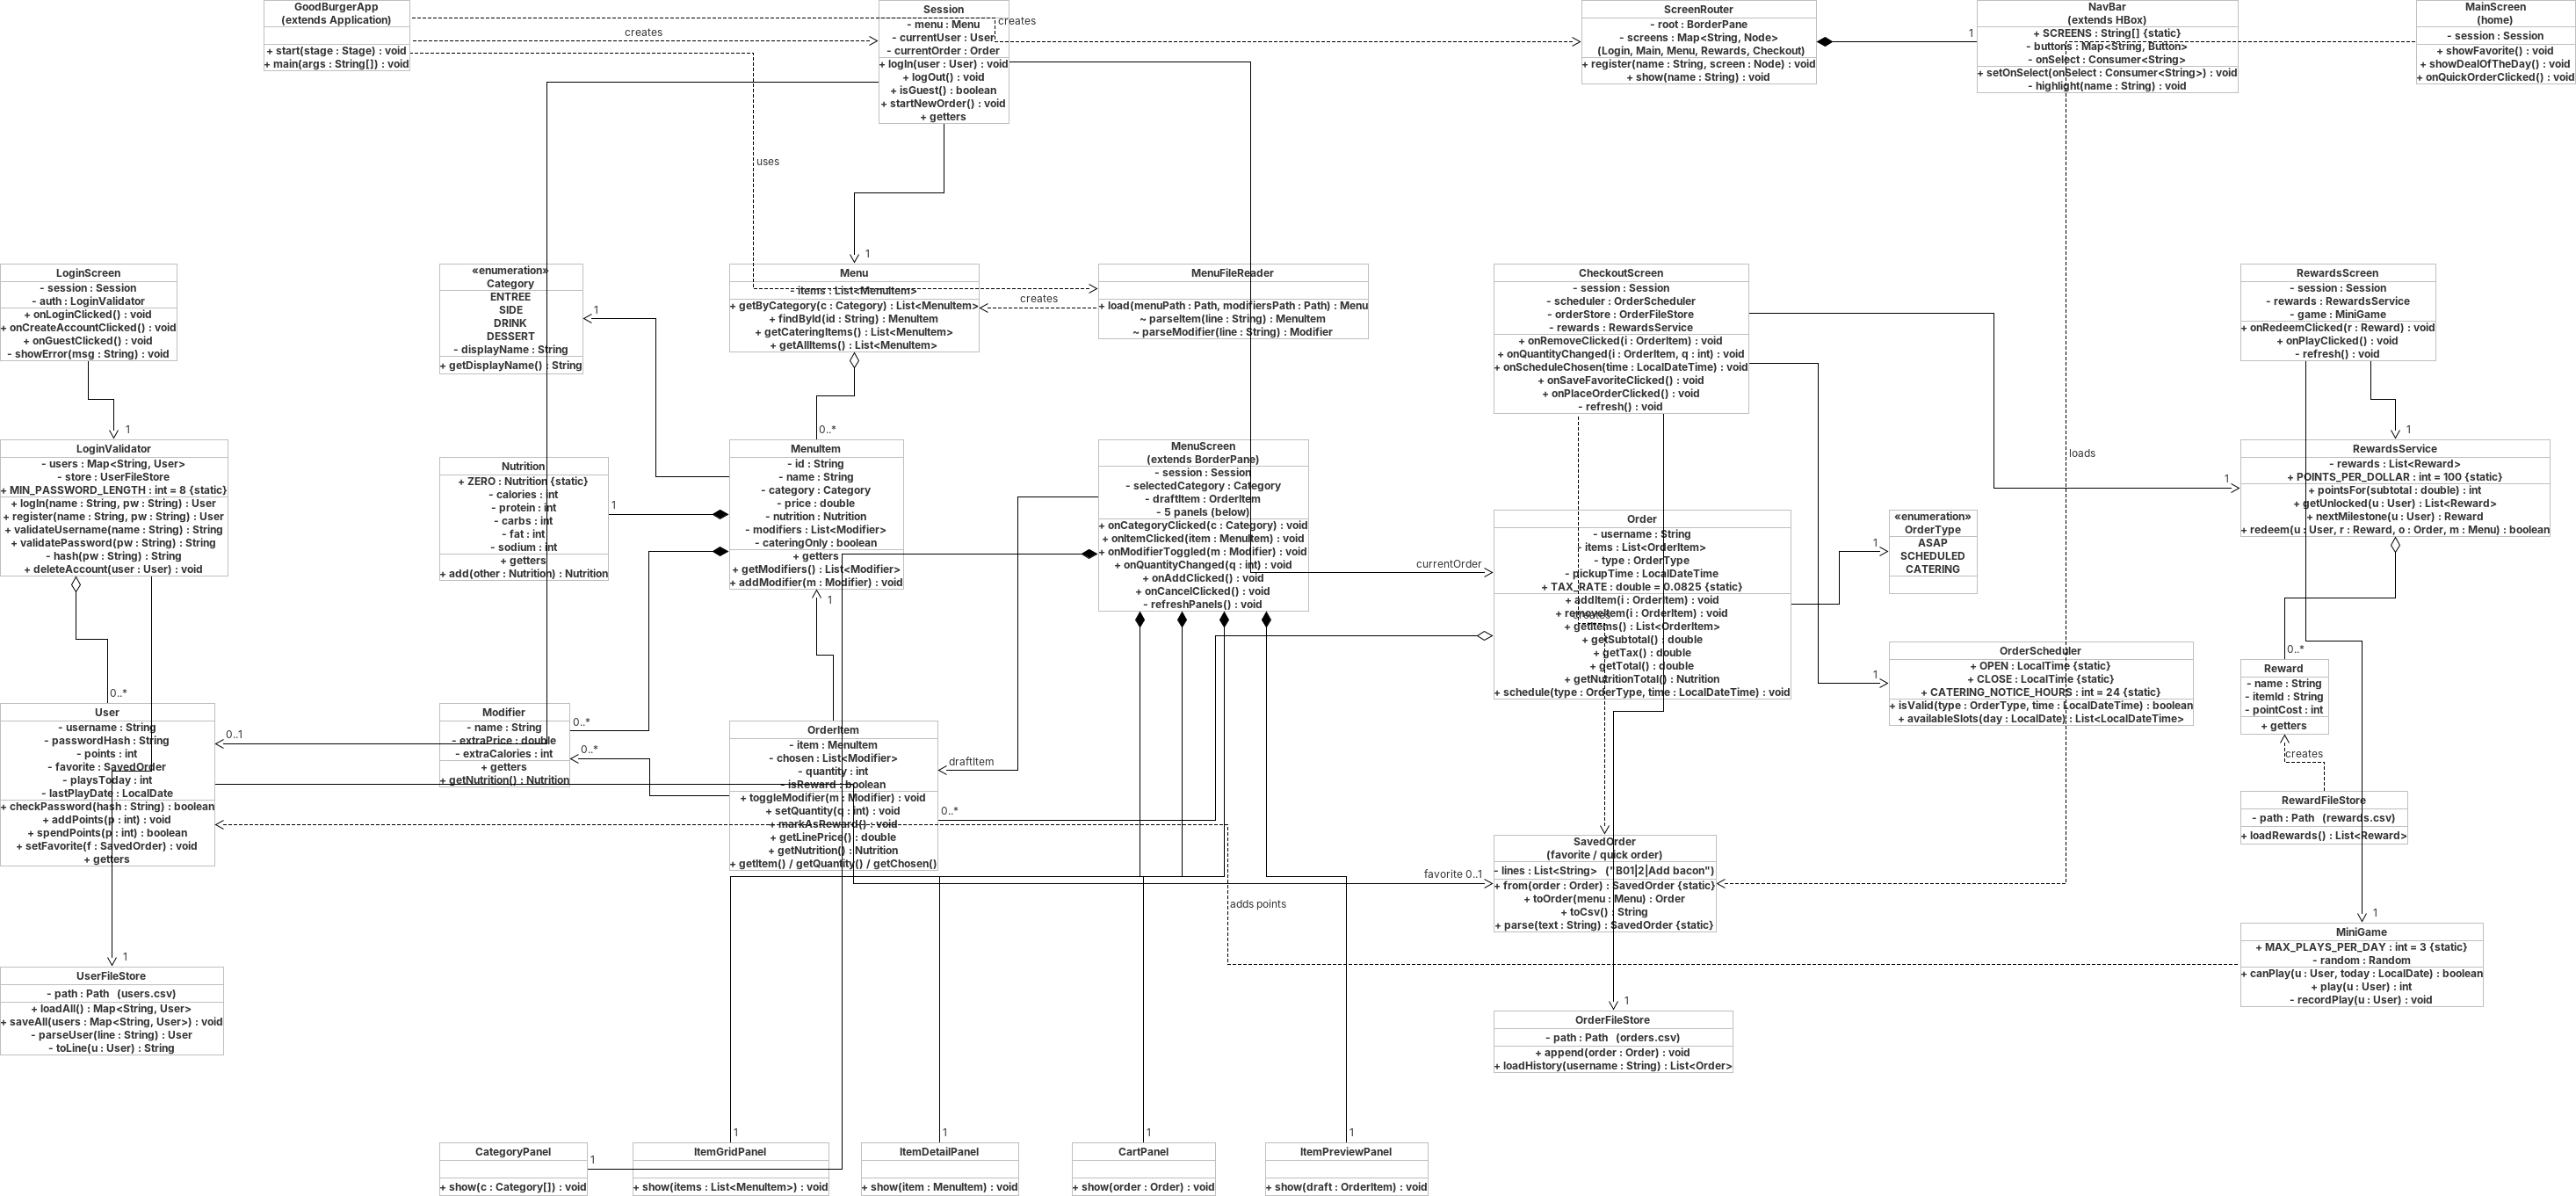 GoodBurgerApp
(extends Application)
+ start(stage : Stage) : void
+ main(args : String[]) : void
creates
creates
uses
Session
- menu : Menu
- currentUser : User
- currentOrder : Order
+ logIn(user : User) : void
+ logOut() : void
+ isGuest() : boolean
+ startNewOrder() : void
+ getters
ScreenRouter
- root : BorderPane
- screens : Map<String, Node>
(Login, Main, Menu, Rewards, Checkout)
+ register(name : String, screen : Node) : void
+ show(name : String) : void
1
NavBar
(extends HBox)
+ SCREENS : String[] {static}
- buttons : Map<String, Button>
- onSelect : Consumer<String>
+ setOnSelect(onSelect : Consumer<String>) : void
- highlight(name : String) : void
MainScreen
(home)
- session : Session
+ showFavorite() : void
+ showDealOfTheDay() : void
+ onQuickOrderClicked() : void
LoginScreen
- session : Session
- auth : LoginValidator
+ onLoginClicked() : void
+ onCreateAccountClicked() : void
+ onGuestClicked() : void
- showError(msg : String) : void
1
«enumeration»
Category
ENTREE
SIDE
DRINK
DESSERT
- displayName : String
+ getDisplayName() : String
1
1
Menu
- items : List<MenuItem>
+ getByCategory(c : Category) : List<MenuItem>
+ findById(id : String) : MenuItem
+ getCateringItems() : List<MenuItem>
+ getAllItems() : List<MenuItem>
0..*
creates
MenuFileReader
+ load(menuPath : Path, modifiersPath : Path) : Menu
~ parseItem(line : String) : MenuItem
~ parseModifier(line : String) : Modifier
CheckoutScreen
- session : Session
- scheduler : OrderScheduler
- orderStore : OrderFileStore
- rewards : RewardsService
+ onRemoveClicked(i : OrderItem) : void
+ onQuantityChanged(i : OrderItem, q : int) : void
+ onScheduleChosen(time : LocalDateTime) : void
+ onSaveFavoriteClicked() : void
+ onPlaceOrderClicked() : void
- refresh() : void
RewardsScreen
- session : Session
- rewards : RewardsService
- game : MiniGame
+ onRedeemClicked(r : Reward) : void
+ onPlayClicked() : void
- refresh() : void
1
loads
LoginValidator
- users : Map<String, User>
- store : UserFileStore
+ MIN_PASSWORD_LENGTH : int = 8 {static}
+ logIn(name : String, pw : String) : User
+ register(name : String, pw : String) : User
+ validateUsername(name : String) : String
+ validatePassword(pw : String) : String
- hash(pw : String) : String
+ deleteAccount(user : User) : void
0..*
Nutrition
+ ZERO : Nutrition {static}
- calories : int
- protein : int
- carbs : int
- fat : int
- sodium : int
+ getters
+ add(other : Nutrition) : Nutrition
1
MenuItem
- id : String
- name : String
- category : Category
- price : double
- nutrition : Nutrition
- modifiers : List<Modifier>
- cateringOnly : boolean
+ getters
+ getModifiers() : List<Modifier>
+ addModifier(m : Modifier) : void
1
MenuScreen
(extends BorderPane)
- session : Session
- selectedCategory : Category
- draftItem : OrderItem
- 5 panels (below)
+ onCategoryClicked(c : Category) : void
+ onItemClicked(item : MenuItem) : void
+ onModifierToggled(m : Modifier) : void
+ onQuantityChanged(q : int) : void
+ onAddClicked() : void
+ onCancelClicked() : void
- refreshPanels() : void
currentOrder
Order
- username : String
- items : List<OrderItem>
- type : OrderType
- pickupTime : LocalDateTime
+ TAX_RATE : double = 0.0825 {static}
+ addItem(i : OrderItem) : void
+ removeItem(i : OrderItem) : void
+ getItems() : List<OrderItem>
+ getSubtotal() : double
+ getTax() : double
+ getTotal() : double
+ getNutritionTotal() : Nutrition
+ schedule(type : OrderType, time : LocalDateTime) : void
creates
1
«enumeration»
OrderType
ASAP
SCHEDULED
CATERING
1
RewardsService
- rewards : List<Reward>
+ POINTS_PER_DOLLAR : int = 100 {static}
+ pointsFor(subtotal : double) : int
+ getUnlocked(u : User) : List<Reward>
+ nextMilestone(u : User) : Reward
+ redeem(u : User, r : Reward, o : Order, m : Menu) : boolean
1
OrderScheduler
+ OPEN : LocalTime {static}
+ CLOSE : LocalTime {static}
+ CATERING_NOTICE_HOURS : int = 24 {static}
+ isValid(type : OrderType, time : LocalDateTime) : boolean
+ availableSlots(day : LocalDate) : List<LocalDateTime>
0..*
Reward
- name : String
- itemId : String
- pointCost : int
+ getters
creates
User
- username : String
- passwordHash : String
- points : int
- favorite : SavedOrder
- playsToday : int
- lastPlayDate : LocalDate
+ checkPassword(hash : String) : boolean
+ addPoints(p : int) : void
+ spendPoints(p : int) : boolean
+ setFavorite(f : SavedOrder) : void
+ getters
0..1
Modifier
- name : String
- extraPrice : double
- extraCalories : int
+ getters
+ getNutrition() : Nutrition
0..*
0..*
OrderItem
- item : MenuItem
- chosen : List<Modifier>
- quantity : int
- isReward : boolean
+ toggleModifier(m : Modifier) : void
+ setQuantity(q : int) : void
+ markAsReward() : void
+ getLinePrice() : double
+ getNutrition() : Nutrition
+ getItem() / getQuantity() / getChosen()
draftItem
0..*
adds points
favorite 0..1
SavedOrder
(favorite / quick order)
- lines : List<String> ("B01|2|Add bacon")
+ from(order : Order) : SavedOrder {static}
+ toOrder(menu : Menu) : Order
+ toCsv() : String
+ parse(text : String) : SavedOrder {static}
RewardFileStore
- path : Path (rewards.csv)
+ loadRewards() : List<Reward>
1
MiniGame
+ MAX_PLAYS_PER_DAY : int = 3 {static}
- random : Random
+ canPlay(u : User, today : LocalDate) : boolean
+ play(u : User) : int
- recordPlay(u : User) : void
1
UserFileStore
- path : Path (users.csv)
+ loadAll() : Map<String, User>
+ saveAll(users : Map<String, User>) : void
- parseUser(line : String) : User
- toLine(u : User) : String
1
OrderFileStore
- path : Path (orders.csv)
+ append(order : Order) : void
+ loadHistory(username : String) : List<Order>
CategoryPanel
+ show(c : Category[]) : void
1
1
ItemGridPanel
+ show(items : List<MenuItem>) : void
1
ItemDetailPanel
+ show(item : MenuItem) : void
1
CartPanel
+ show(order : Order) : void
1
ItemPreviewPanel
+ show(draft : OrderItem) : void